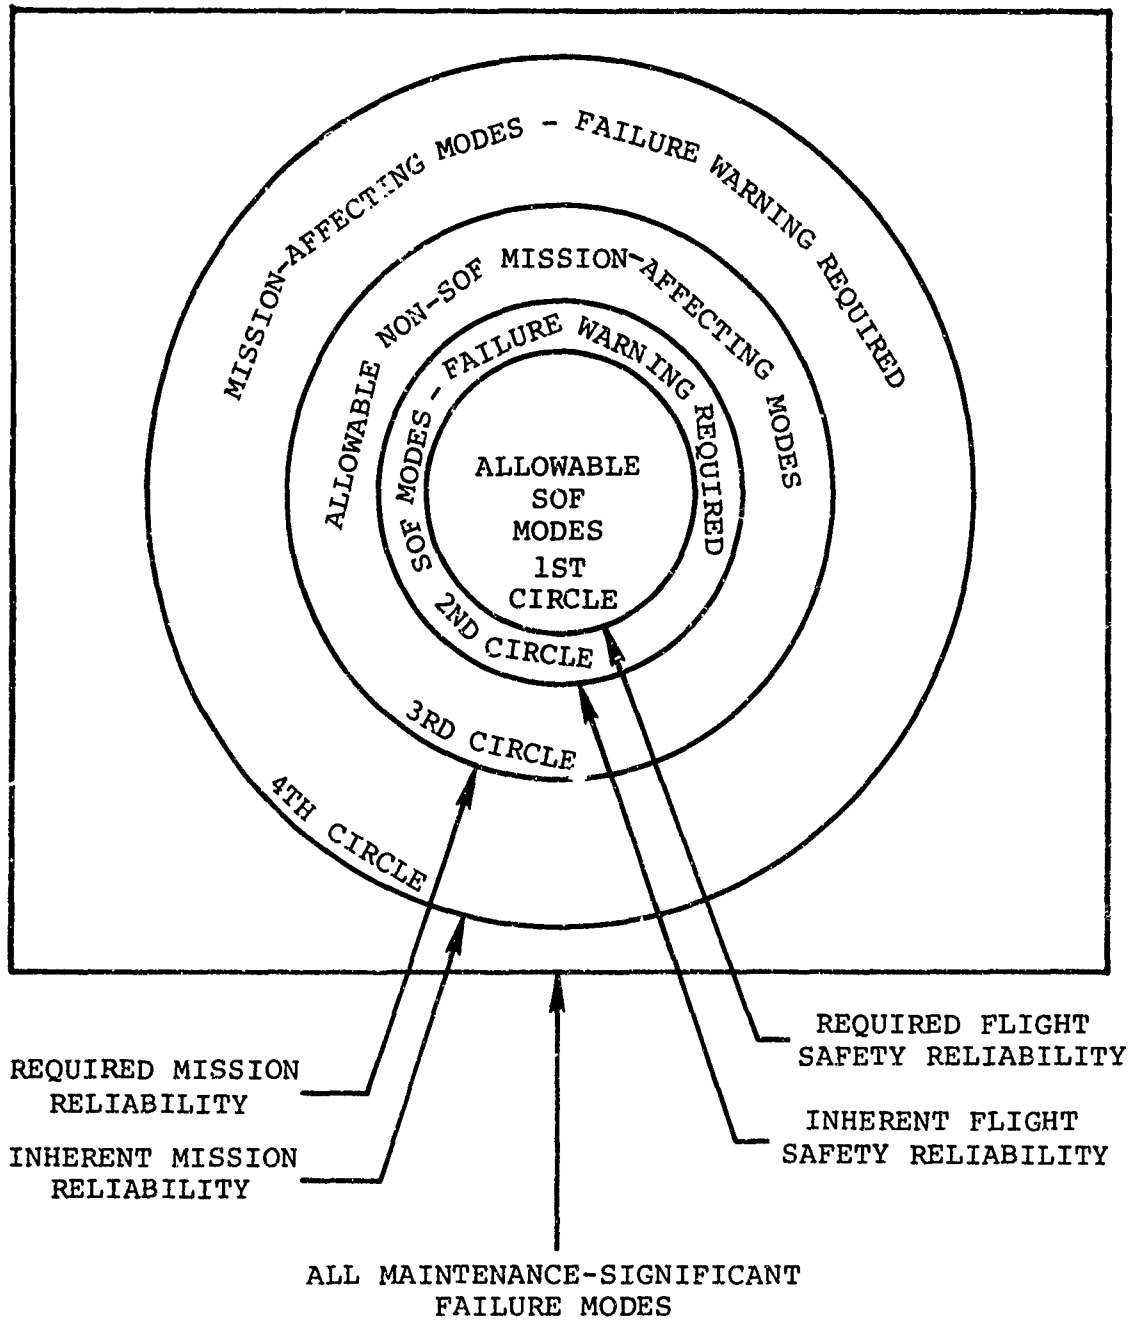 MISSION-AFFECTING MODES - FAILURE WARNING REQUIRED
ALLOWABLE NON-SOF MISSION-AFFECTING MODES
SOF MODES - FAILURE WARNING REQUIRED
ALLOWABLE
SOF
MODES
1ST
CIRCLE
2ND CIRCLE
3RD CIRCLE
4TH CIRCLE
REQUIRED FLIGHT
SAFETY RELIABILITY
REQUIRED MISSION
RELIABILITY
INHERENT FLIGHT
SAFETY RELIABILITY
INHERENT MISSION
RELIABILITY
ALL MAINTENANCE-SIGNIFICANT
FAILURE MODES